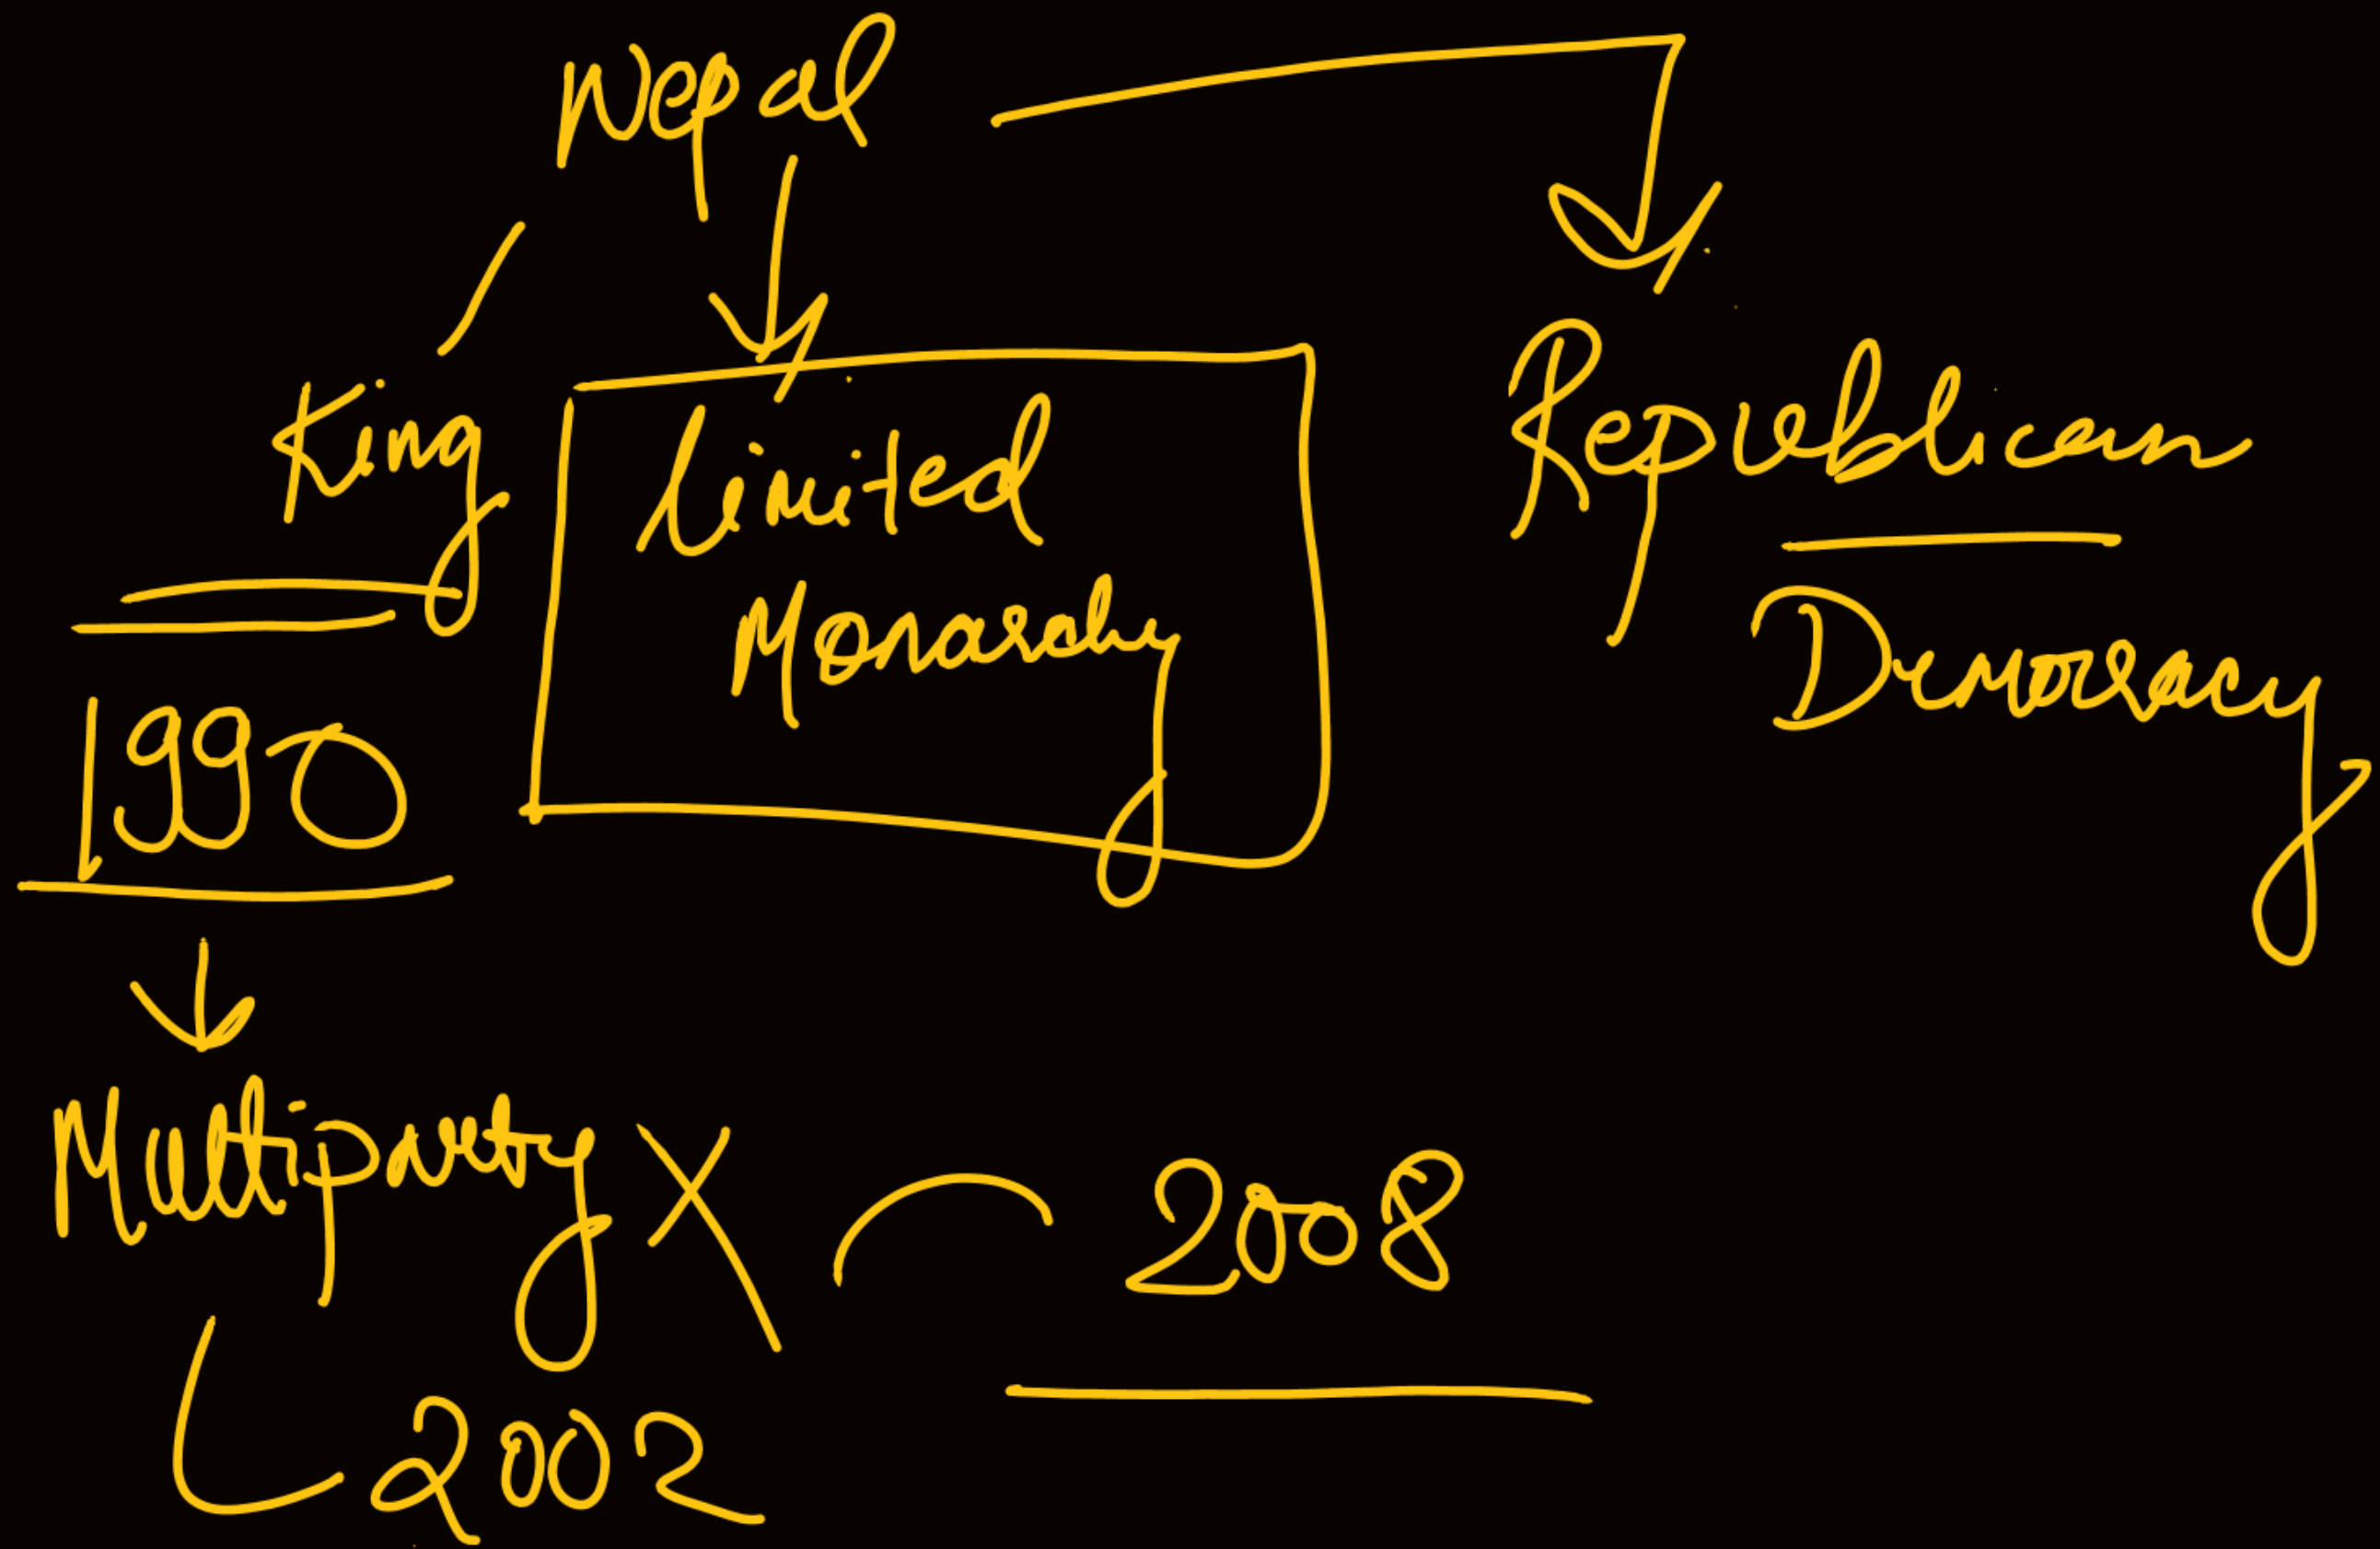 Nepal
King
Limited
Monarchy
Republican
Democracy
1990
Multiparty X
2008
2002